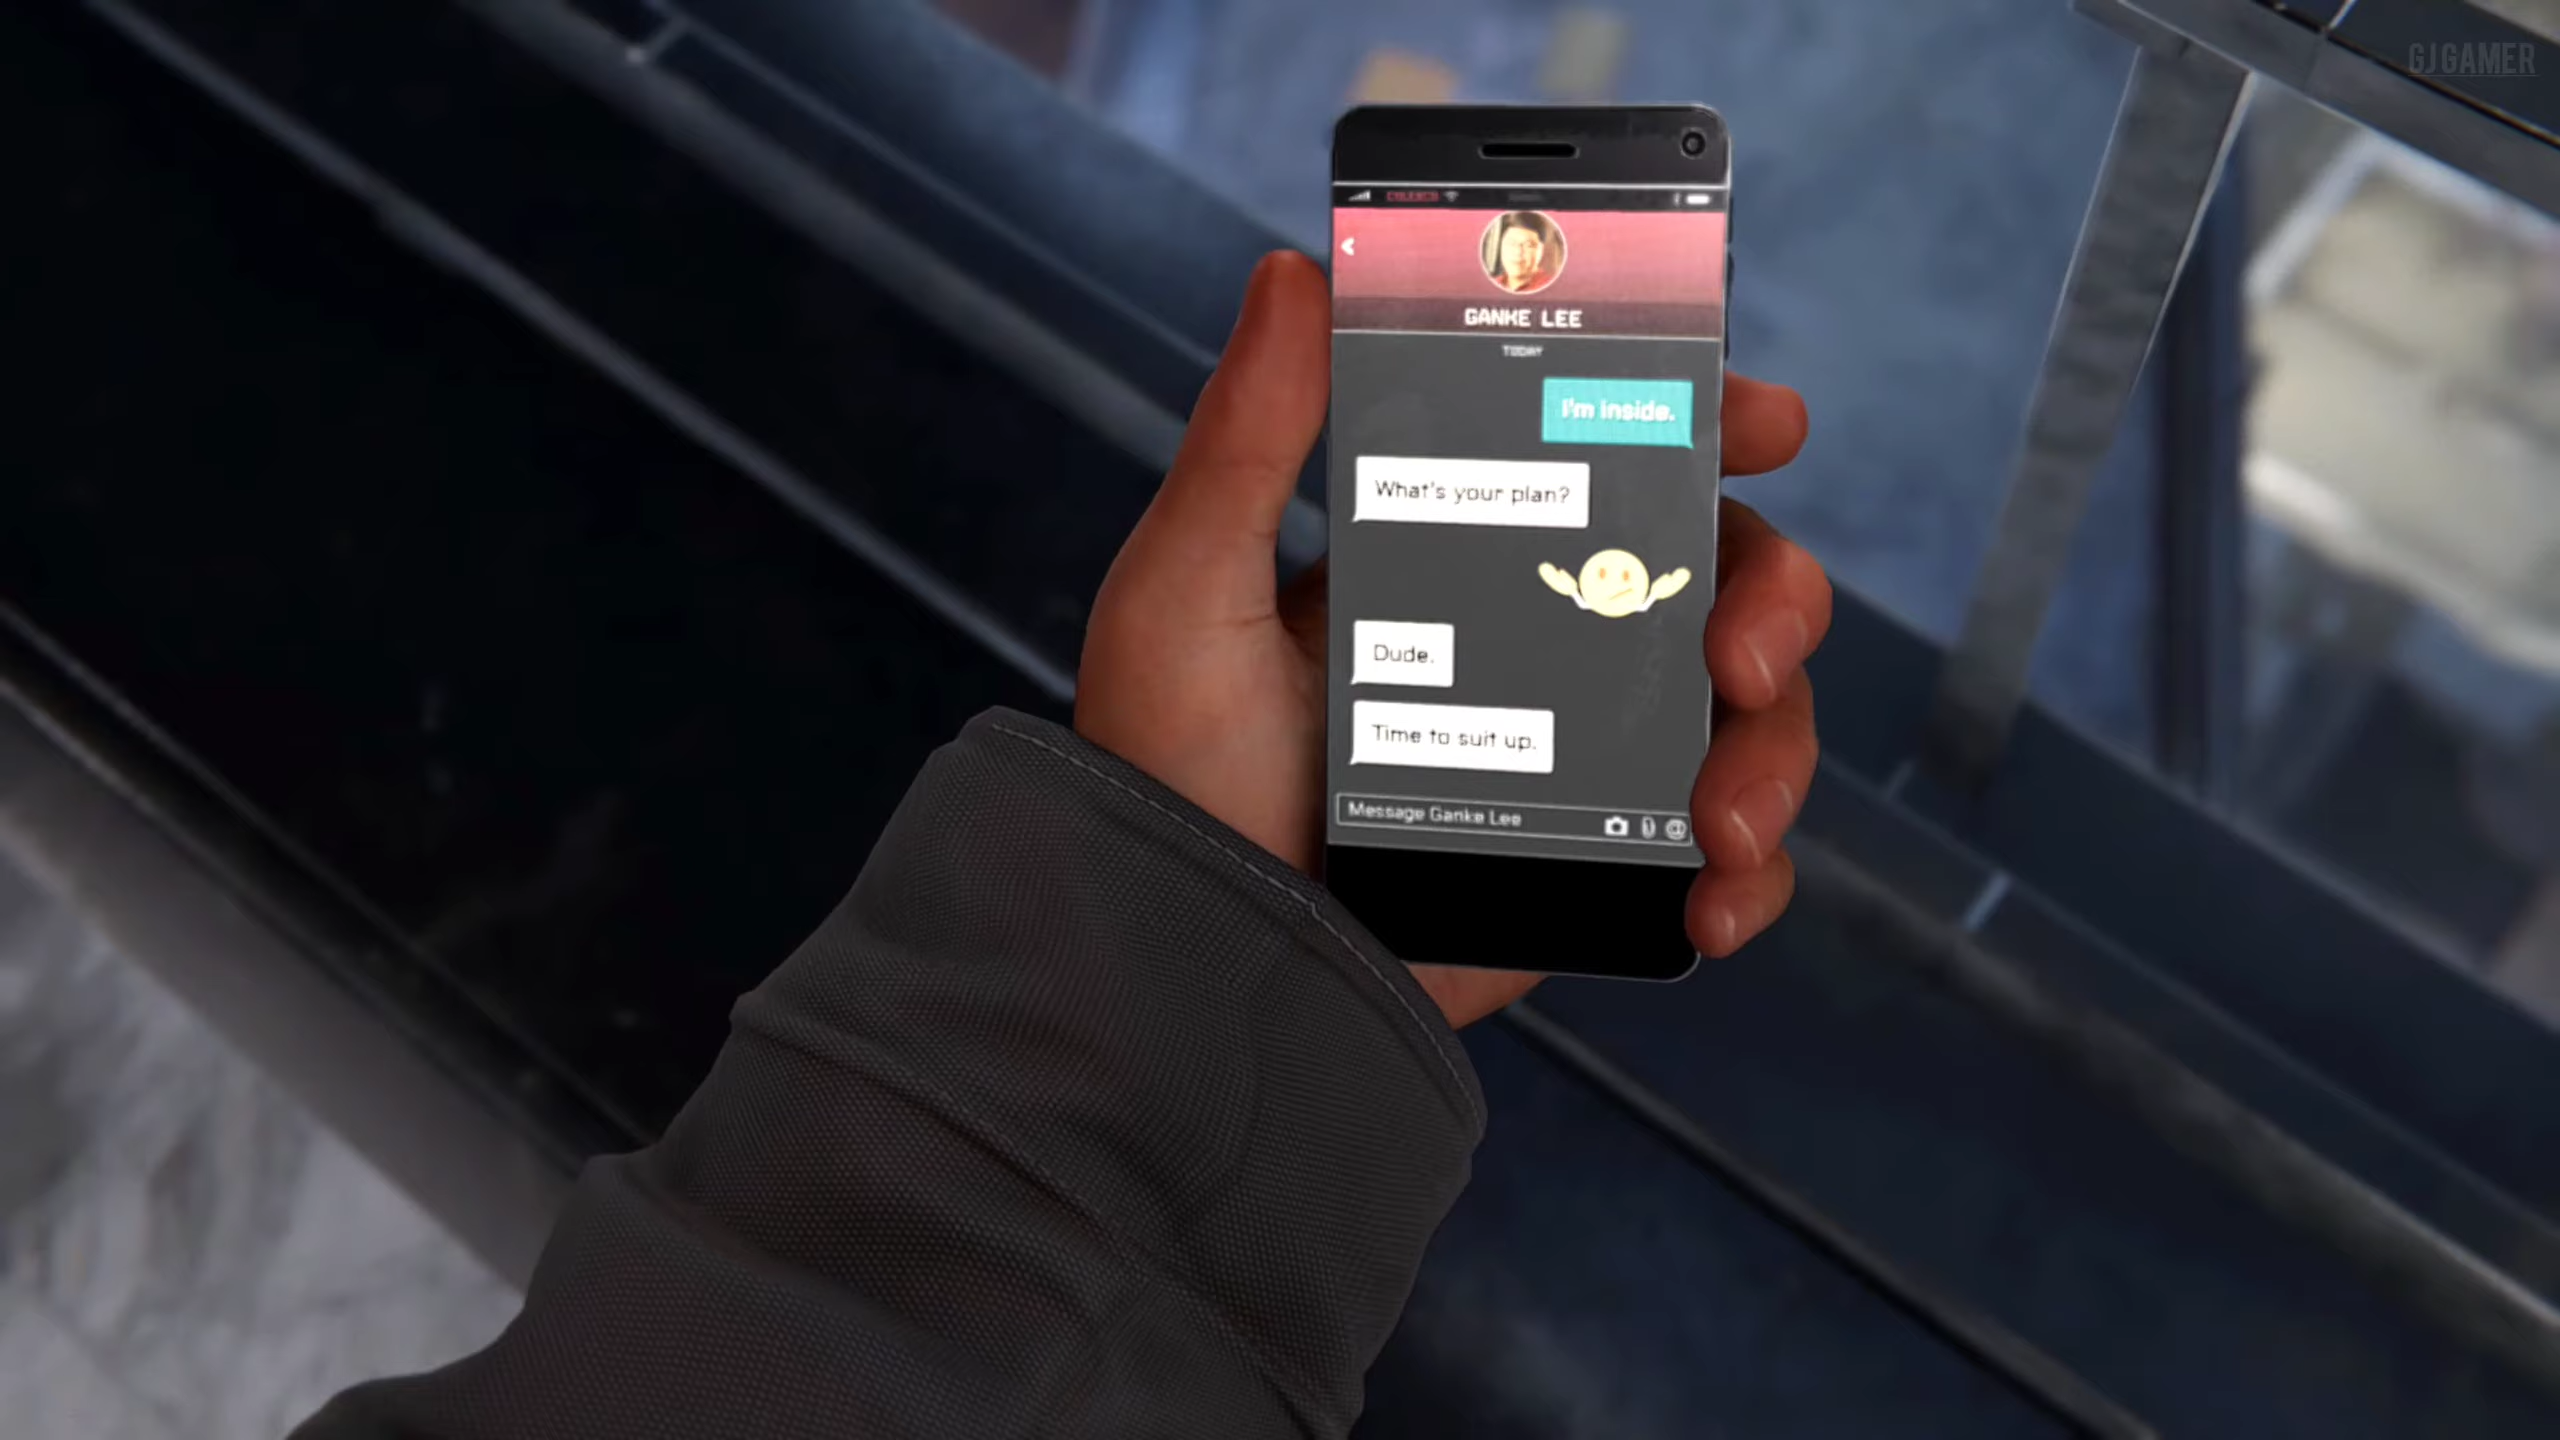 GJGAMER
GANKE LEE
TODAY
I'm inside.
What's your plan?
Dude.
Time to suit up.
Message Ganke Lee